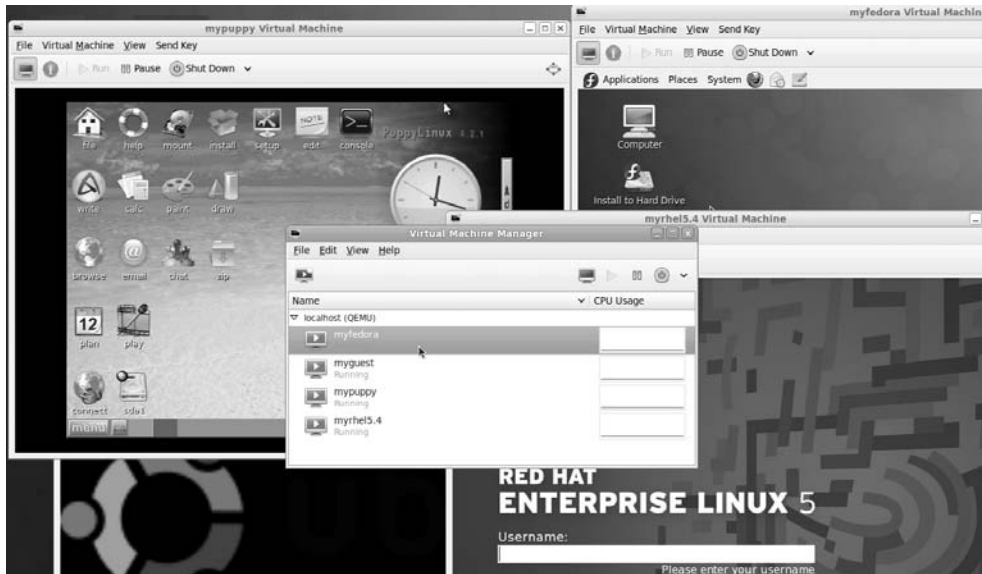 mypuppy Virtual Machine
File Virtual Machine View Send Key
Run Pause Shut Down
file help mount install setup edit console
NOTE
PuppyLinux 4.2.1
write calc paint draw
browse email chat zip
12
plan play
connect sda1
menu
myfedora Virtual Machin
File Virtual Machine View Send Key
Run Pause Shut Down
Applications Places System
Computer
Install to Hard Drive
myrhel5.4 Virtual Machine
Virtual Machine Manager
File Edit View Help
Name CPU Usage
localhost (QEMU)
myfedora
myguest
Running
mypuppy
Running
myrhel5.4
Running
RED HAT
ENTERPRISE LINUX 5
Username:
Please enter your username